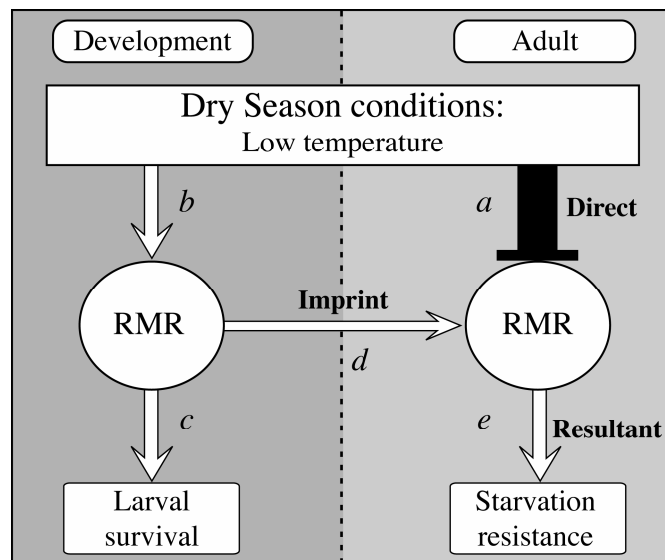 Development
Adult
Dry Season conditions:
Low temperature
b
a
Direct
RMR
Imprint
RMR
d
c
e
Resultant
Larval
survival
Starvation
resistance